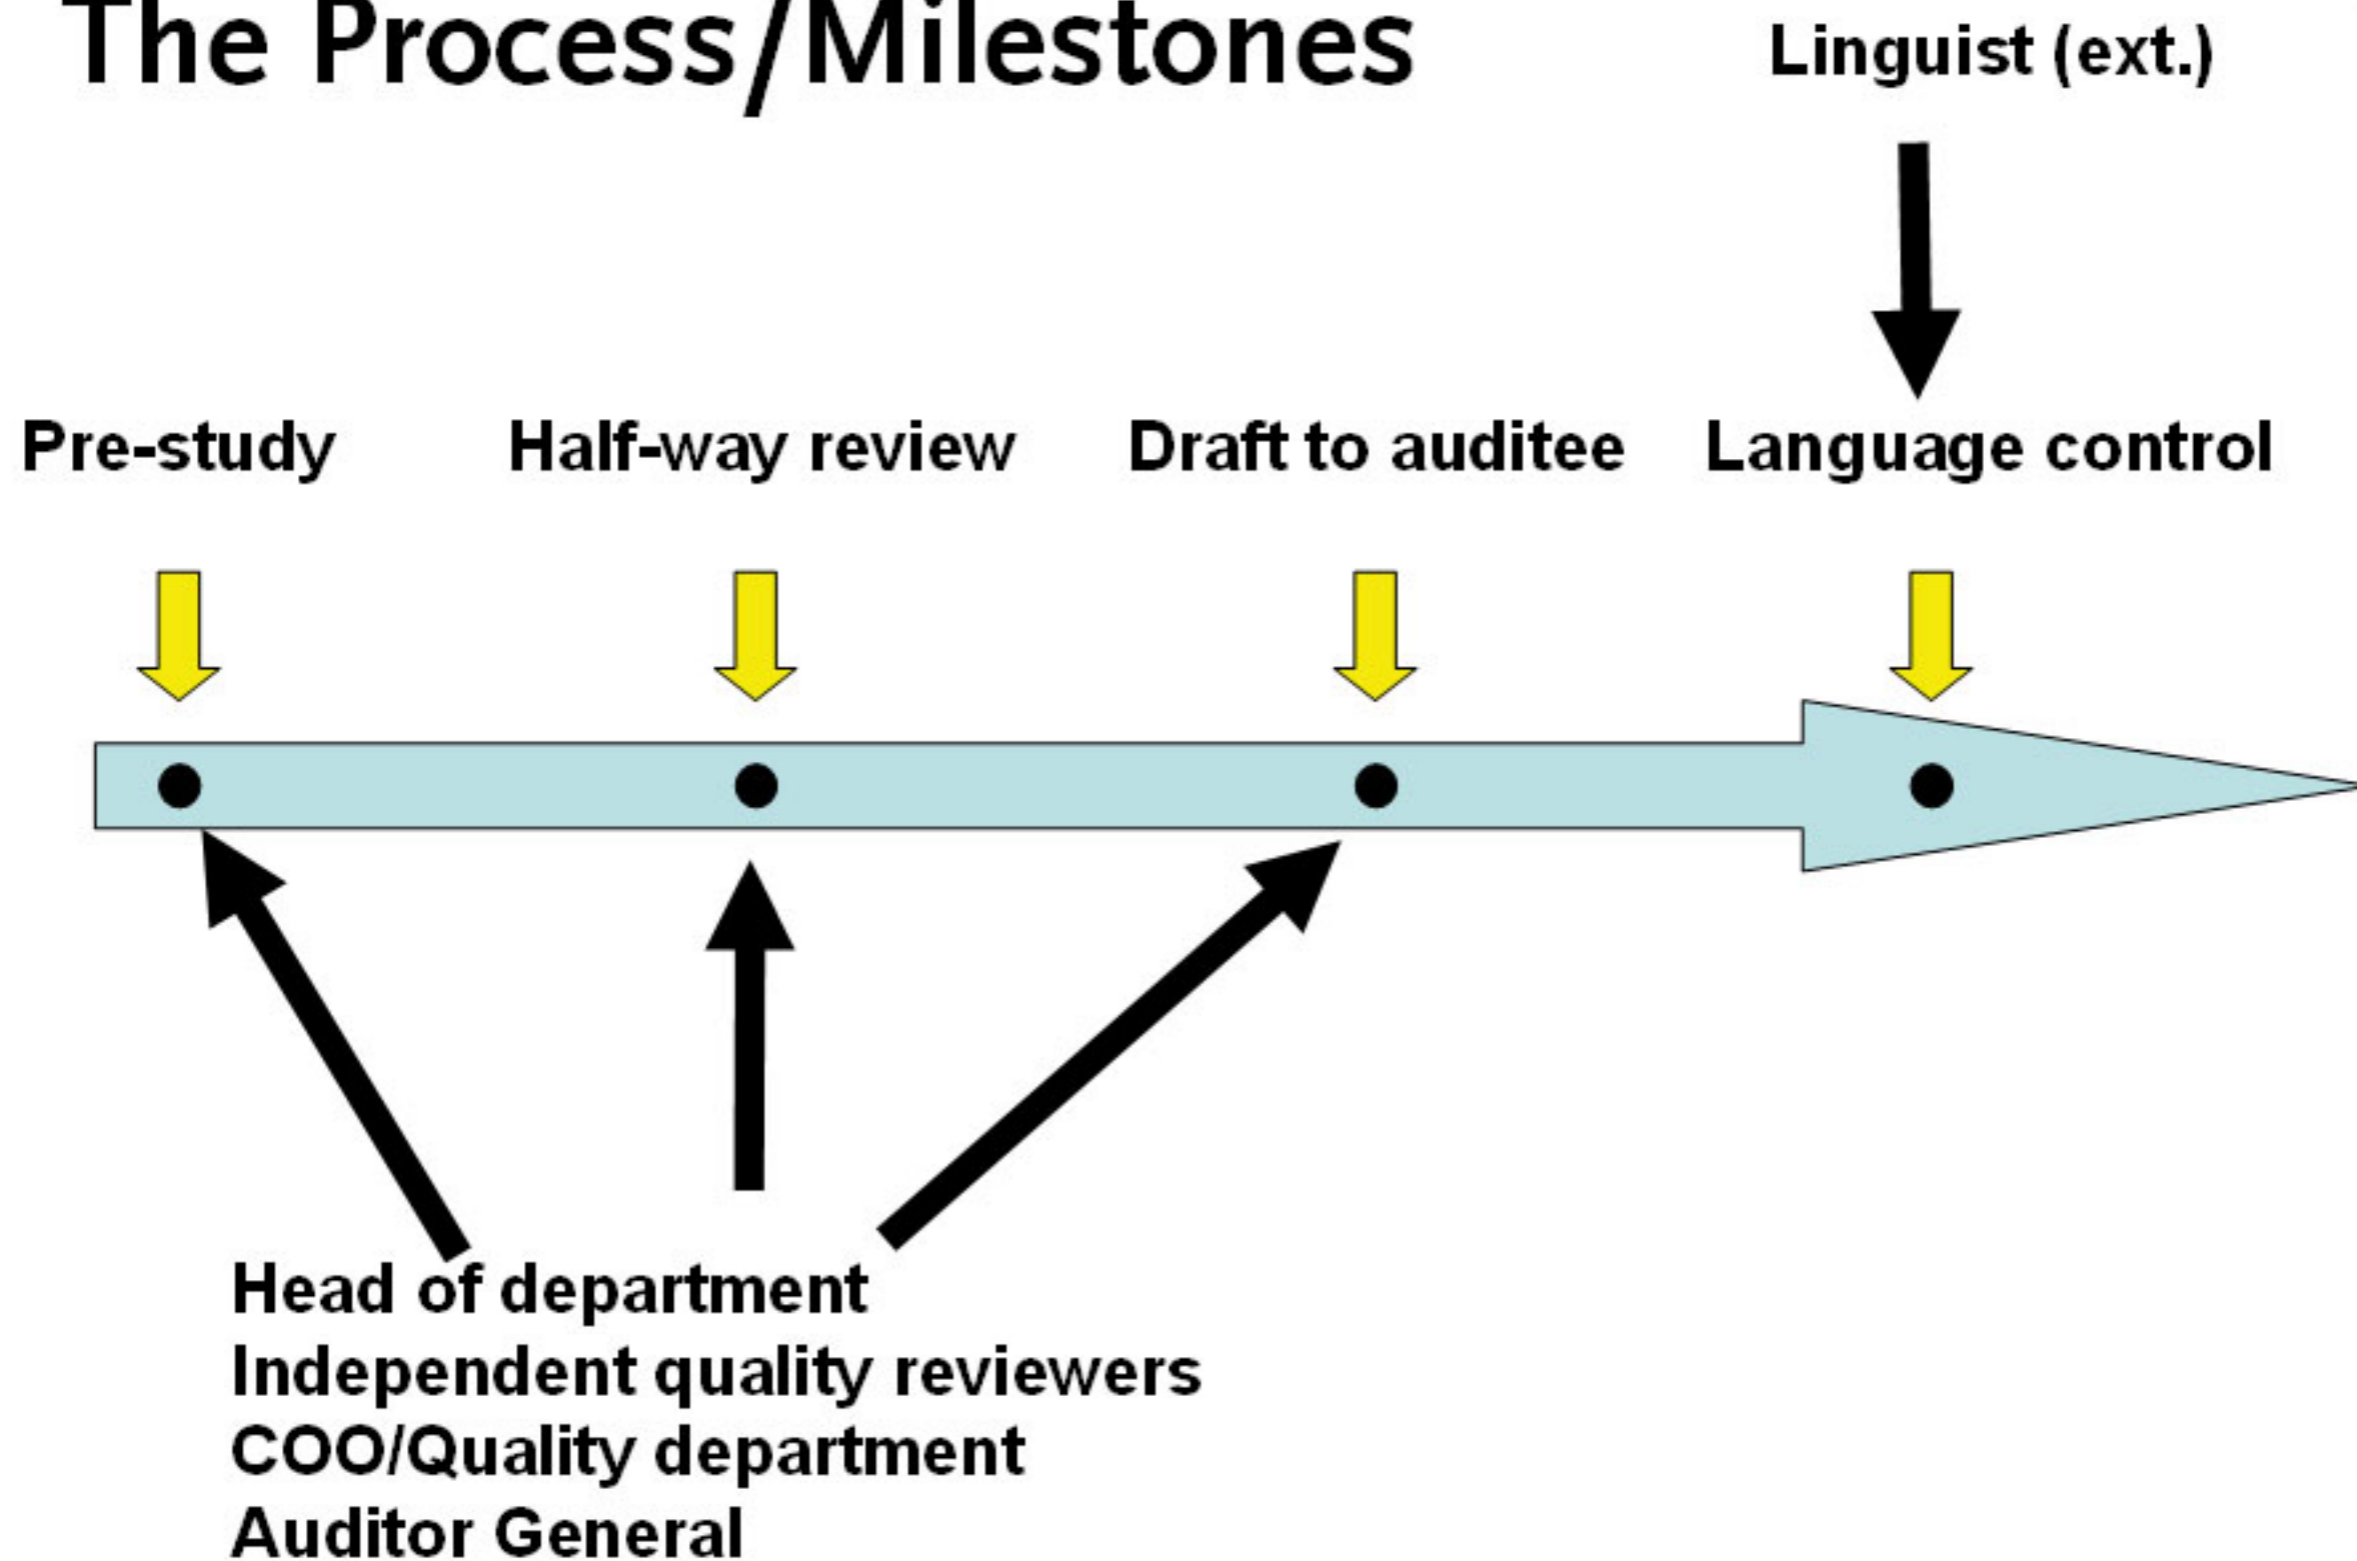 The Process/Milestones
Linguist (ext.)
Pre-study
Half-way review
Draft to auditee
Language control
Head of department
Independent quality reviewers
COO/Quality department
Auditor General